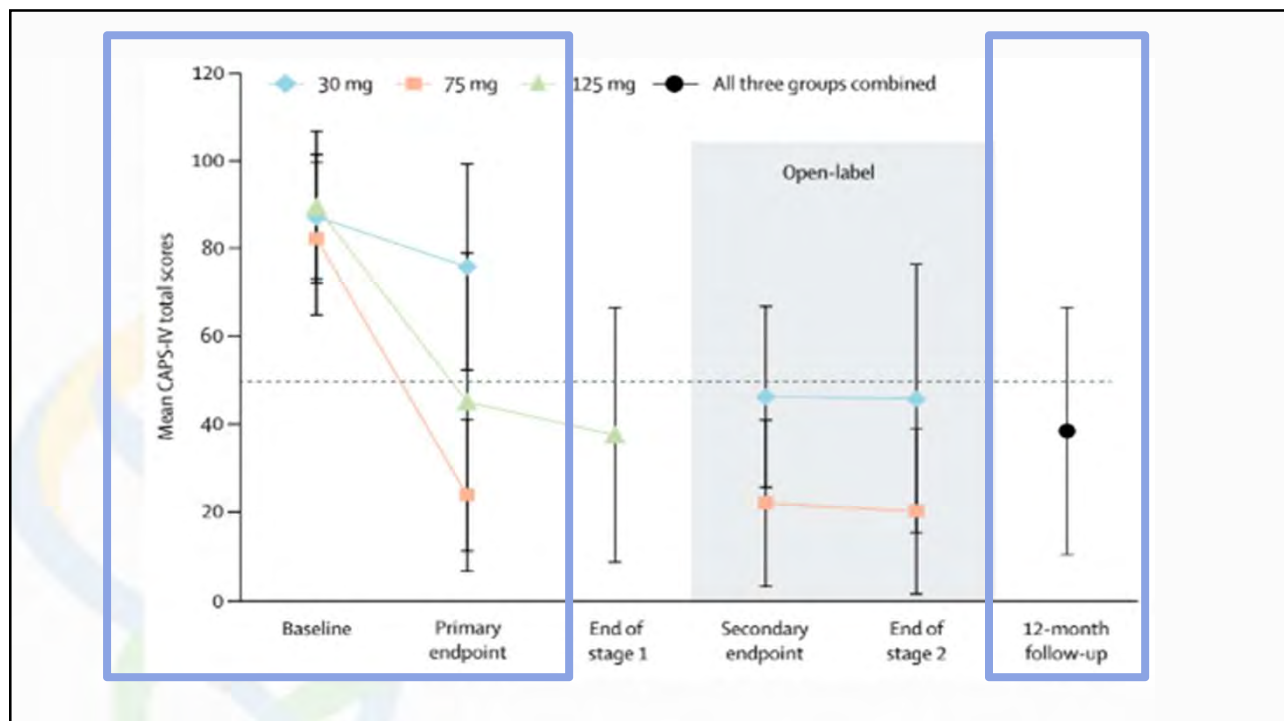 120
30 mg 75 mg 125 mg All three groups combined
100
Open-label
80
60
40
20
0
Mean CAPS-IV total scores
Baseline
Primary
endpoint
End of
stage 1
Secondary
endpoint
End of
stage 2
12-month
follow-up